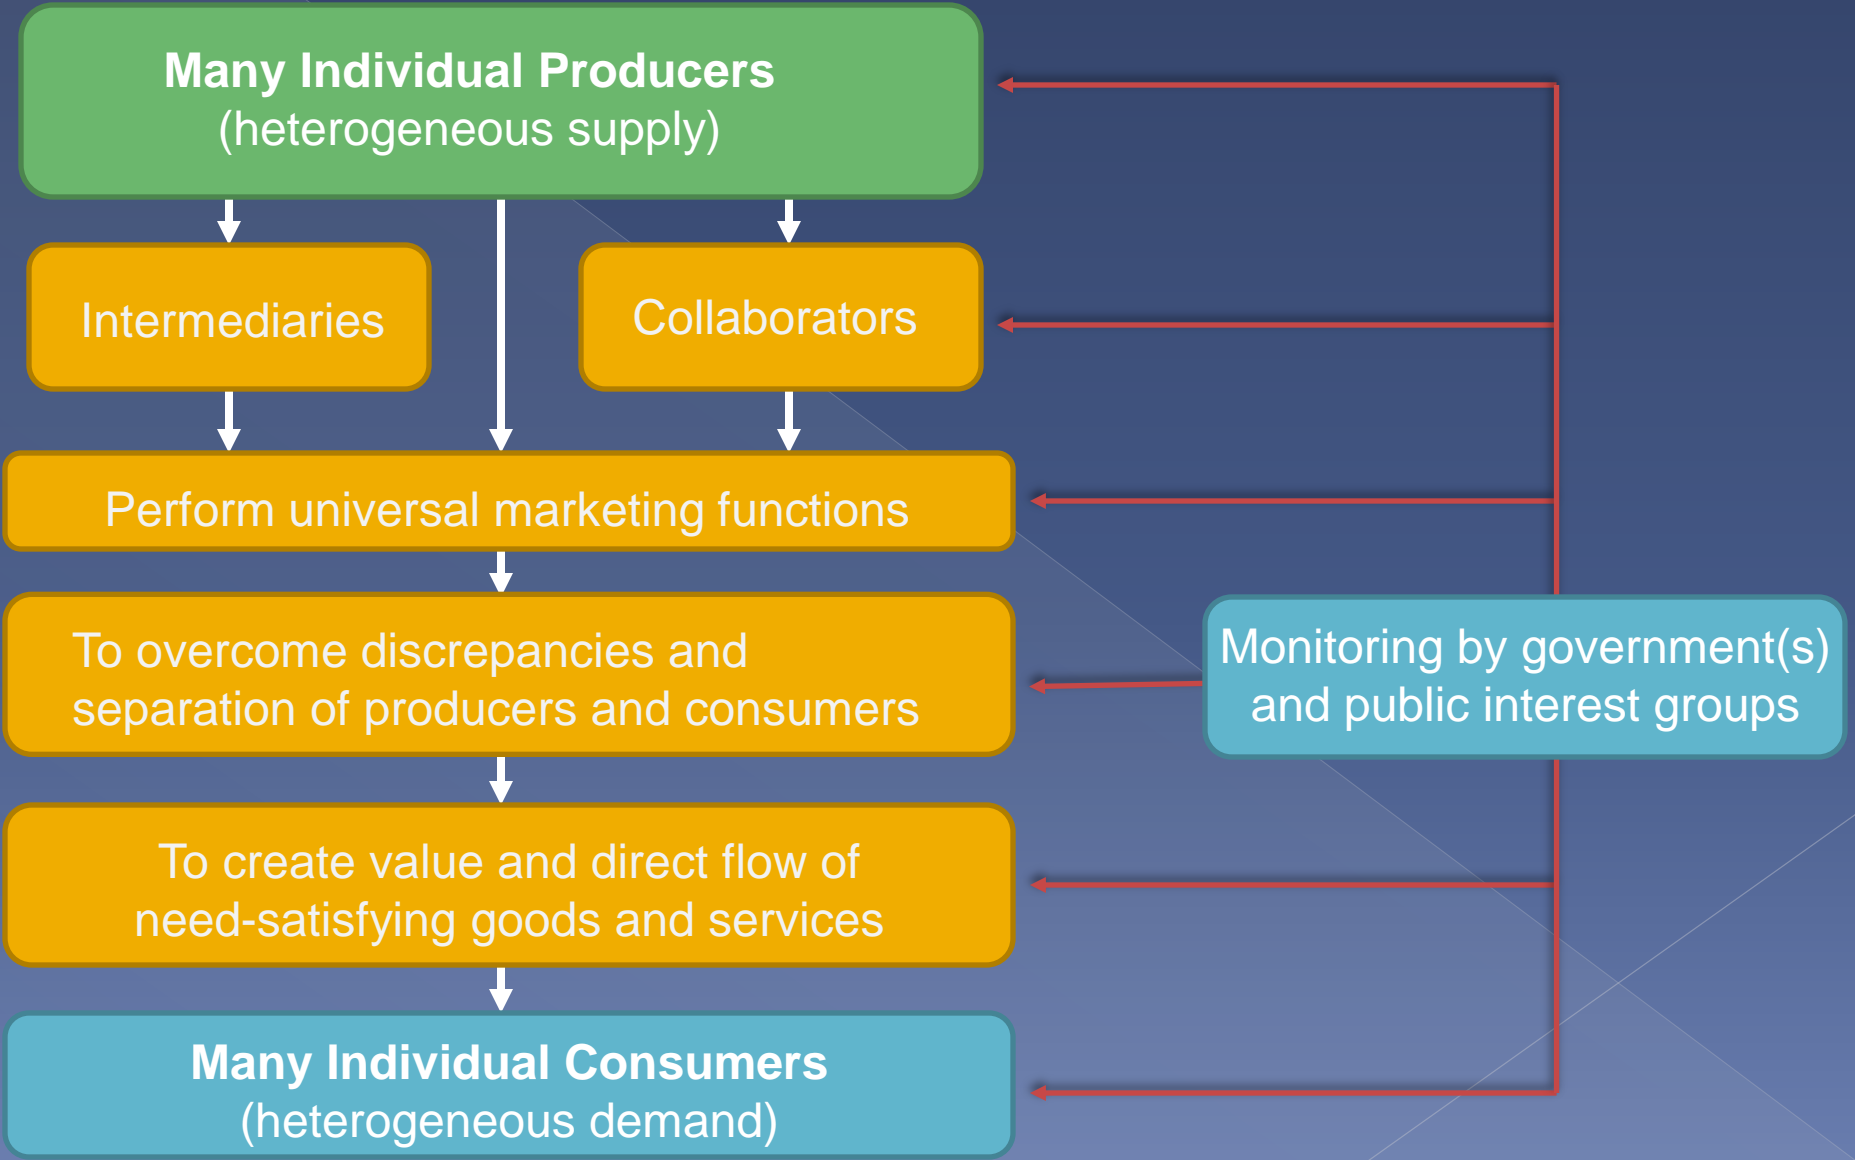 Many Individual Producers
(heterogeneous supply)
Intermediaries
Collaborators
Perform universal marketing functions
To overcome discrepancies and
separation of producers and consumers
Monitoring by government(s)
and public interest groups
To create value and direct flow of
need-satisfying goods and services
Many Individual Consumers
(heterogeneous demand)